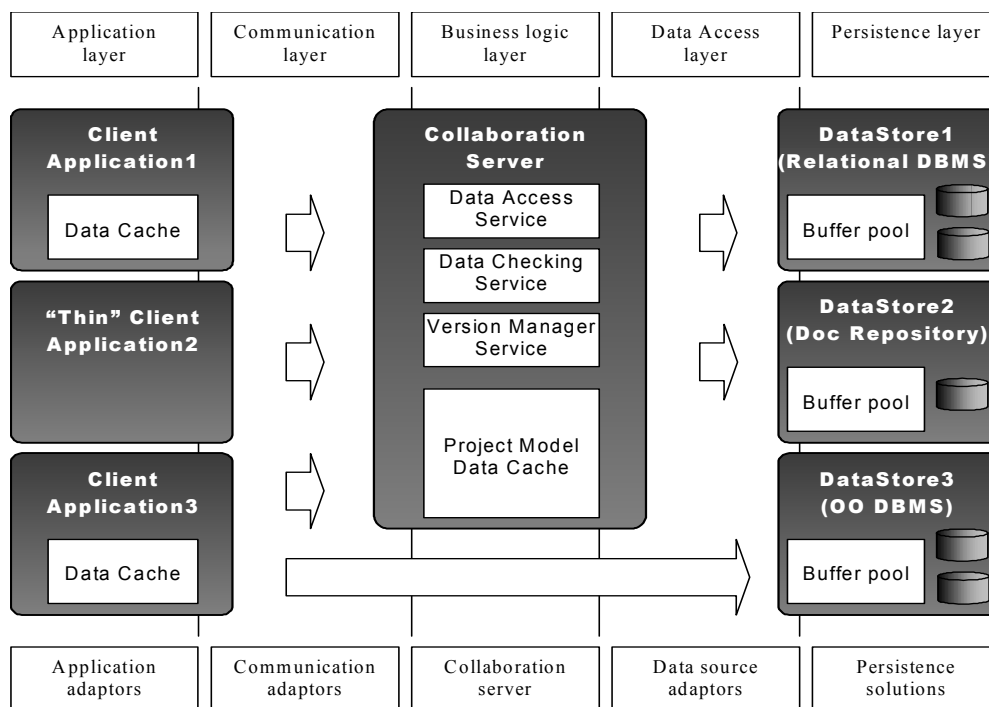 Application
layer
Communication
layer
Business logic
layer
Data Access
layer
Persistence layer
Client
Application1
Data Cache
“Thin” Client
Application2
Client
Application3
Data Cache
Collaboration
Server
Data Access
Service
Data Checking
Service
Version Manager
Service
Project Model
Data Cache
DataStore1
(Relational DBMS
Buffer pool
DataStore2
(Doc Repository)
Buffer pool
DataStore3
(OO DBMS)
Buffer pool
Application
adaptors
Communication
adaptors
Collaboration
server
Data source
adaptors
Persistence
solutions